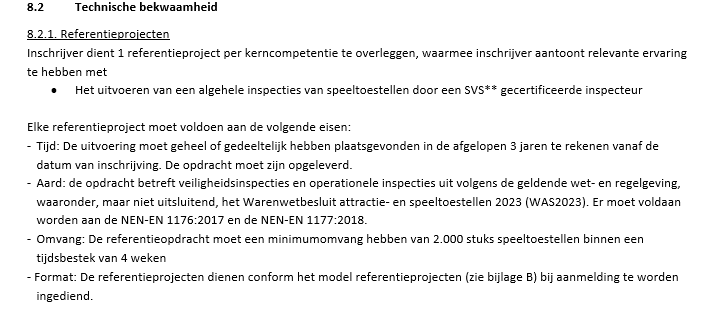 8.2 Technische bekwaamheid
8.2.1. Referentieprojecten
Inschrijver dient 1 referentieproject per kerncompetentie te overleggen, waarmee inschrijver aantoont relevante ervaring
te hebben met
• Het uitvoeren van een algehele inspecties van speeltoestellen door een SVS** gecertificeerde inspecteur
Elke referentieproject moet voldoen aan de volgende eisen:
- Tijd: De uitvoering moet geheel of gedeeltelijk hebben plaatsgevonden in de afgelopen 3 jaren te rekenen vanaf de
datum van inschrijving. De opdracht moet zijn opgeleverd.
- Aard: de opdracht betreft veiligheidsinspecties en operationele inspecties uit volgens de geldende wet- en regelgeving,
waaronder, maar niet uitsluitend, het Warenwetbesluit attractie- en speeltoestellen 2023 (WAS2023). Er moet voldaan
worden aan de NEN-EN 1176:2017 en de NEN-EN 1177:2018.
- Omvang: De referentieopdracht moet een minimumomvang hebben van 2.000 stuks speeltoestellen binnen een
tijdsbestek van 4 weken
- Format: De referentieprojecten dienen conform het model referentieprojecten (zie bijlage B) bij aanmelding te worden
ingediend.